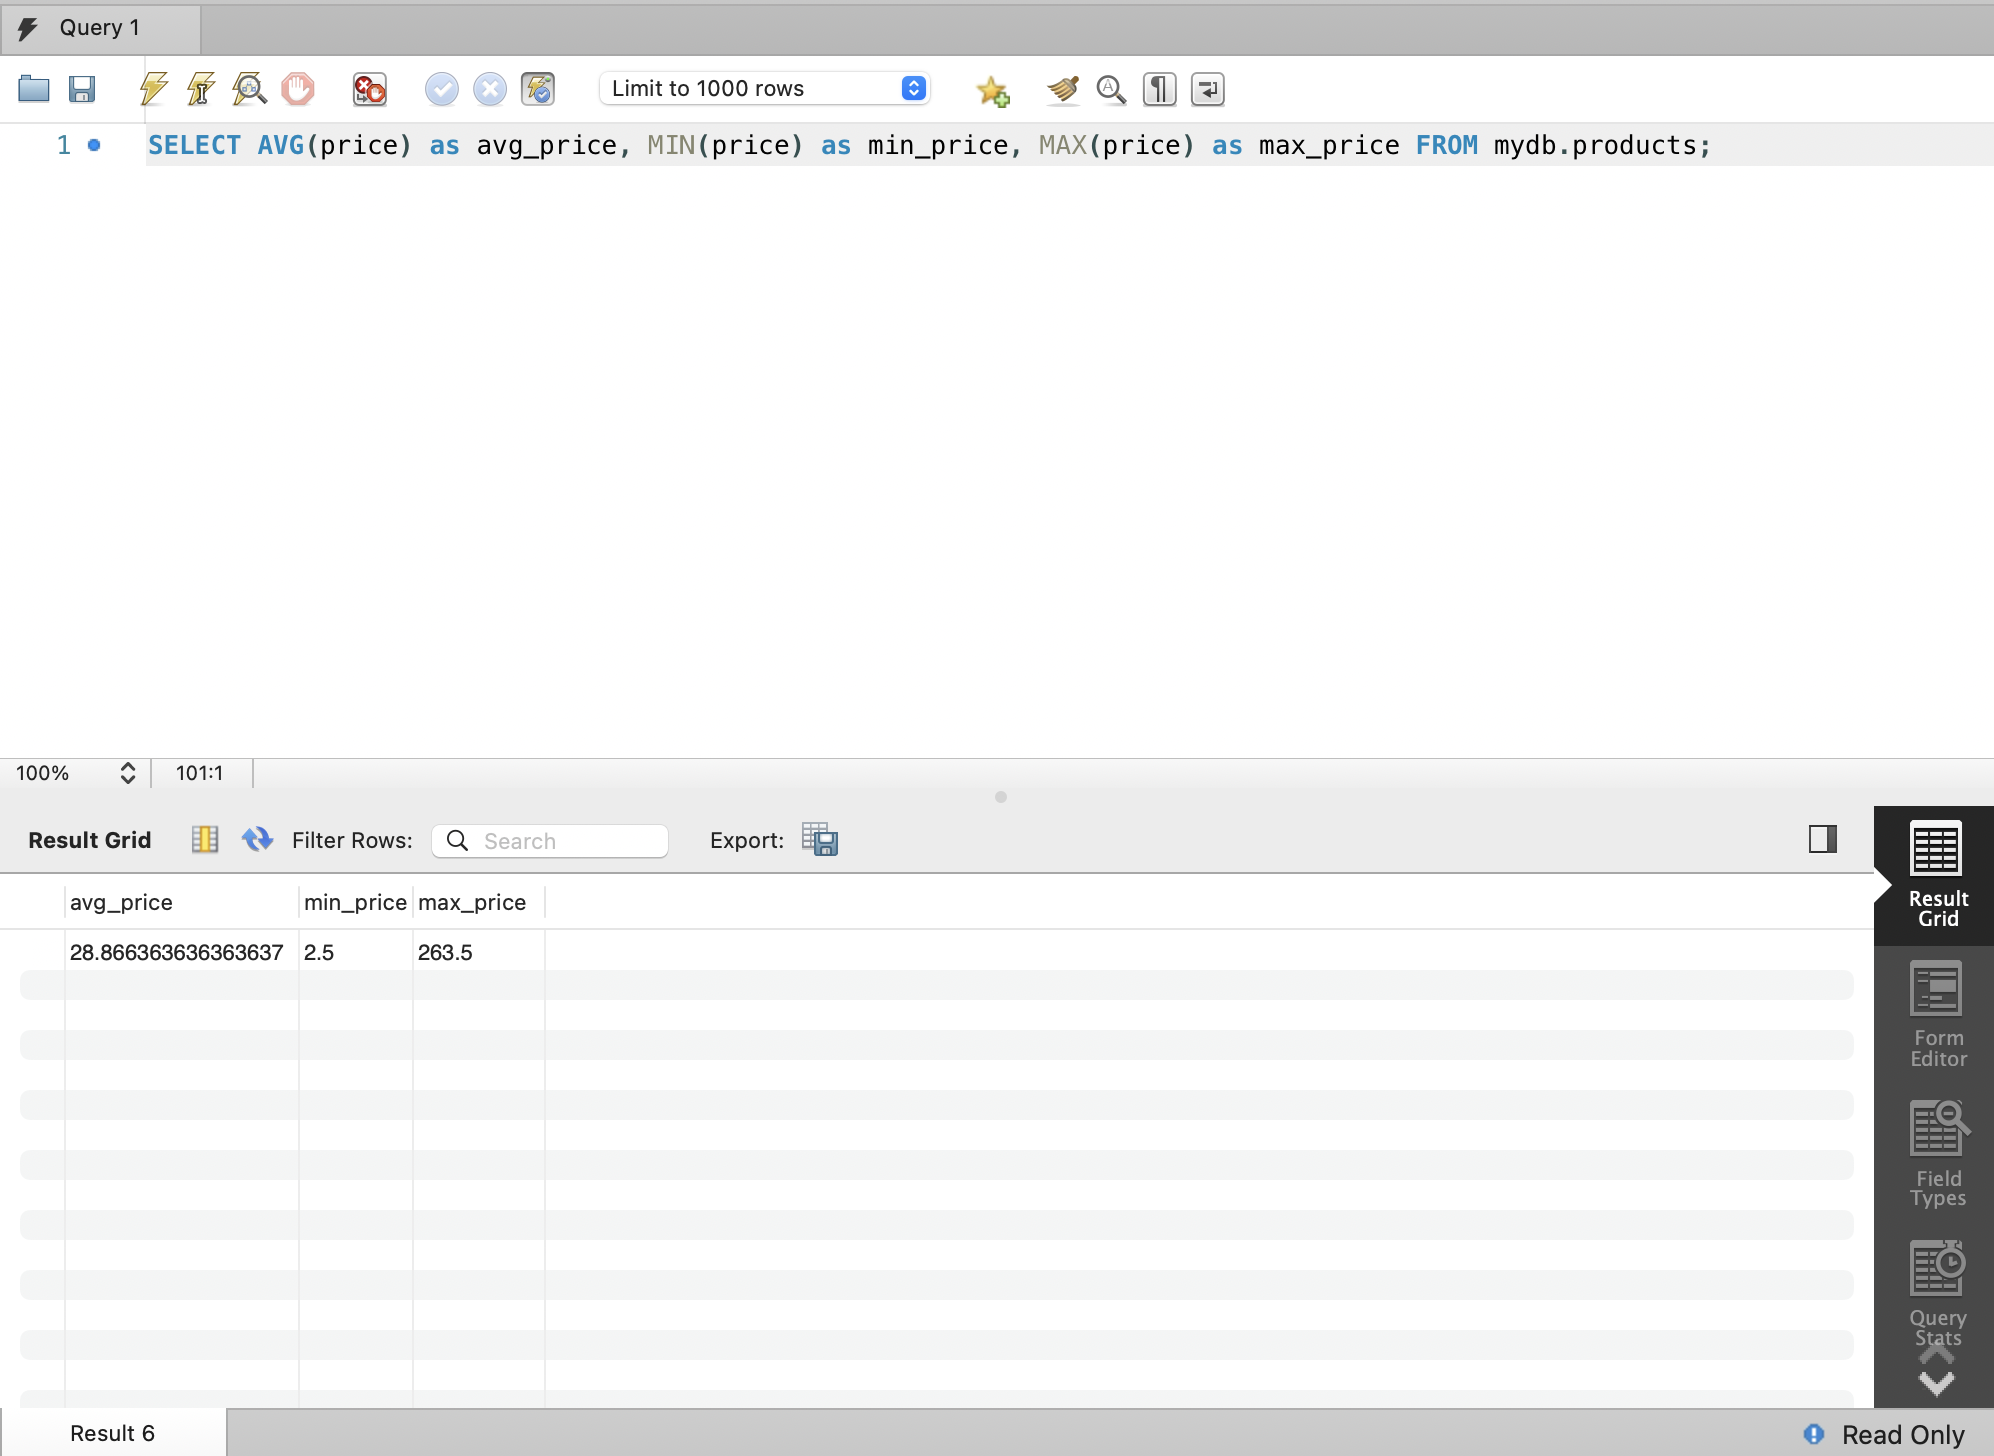 Query 1
Limit to 1000 rows
1 SELECT AVG(price) as avg_price, MIN(price) as min_price, MAX(price) as max_price FROM mydb.products;
100% 101:1
Result Grid Filter Rows: Search Export:
avg_price min_price max_price
28.866363636363637 2.5 263.5
Result
Grid
Form
Editor
Field
Types
Query
Stats
Result 6 Read Only